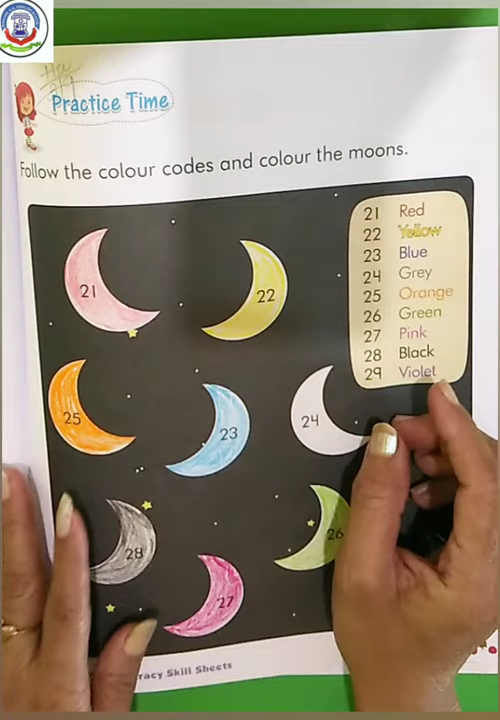 Practice Time
Follow the colour codes and colour the moons.
21 Red
22 Yellow
23 Blue
24 Grey
25 Orange
26 Green
27 Pink
28 Black
29 Violet
21
22
25
23
24
28
26
27
racy Skill Sheets